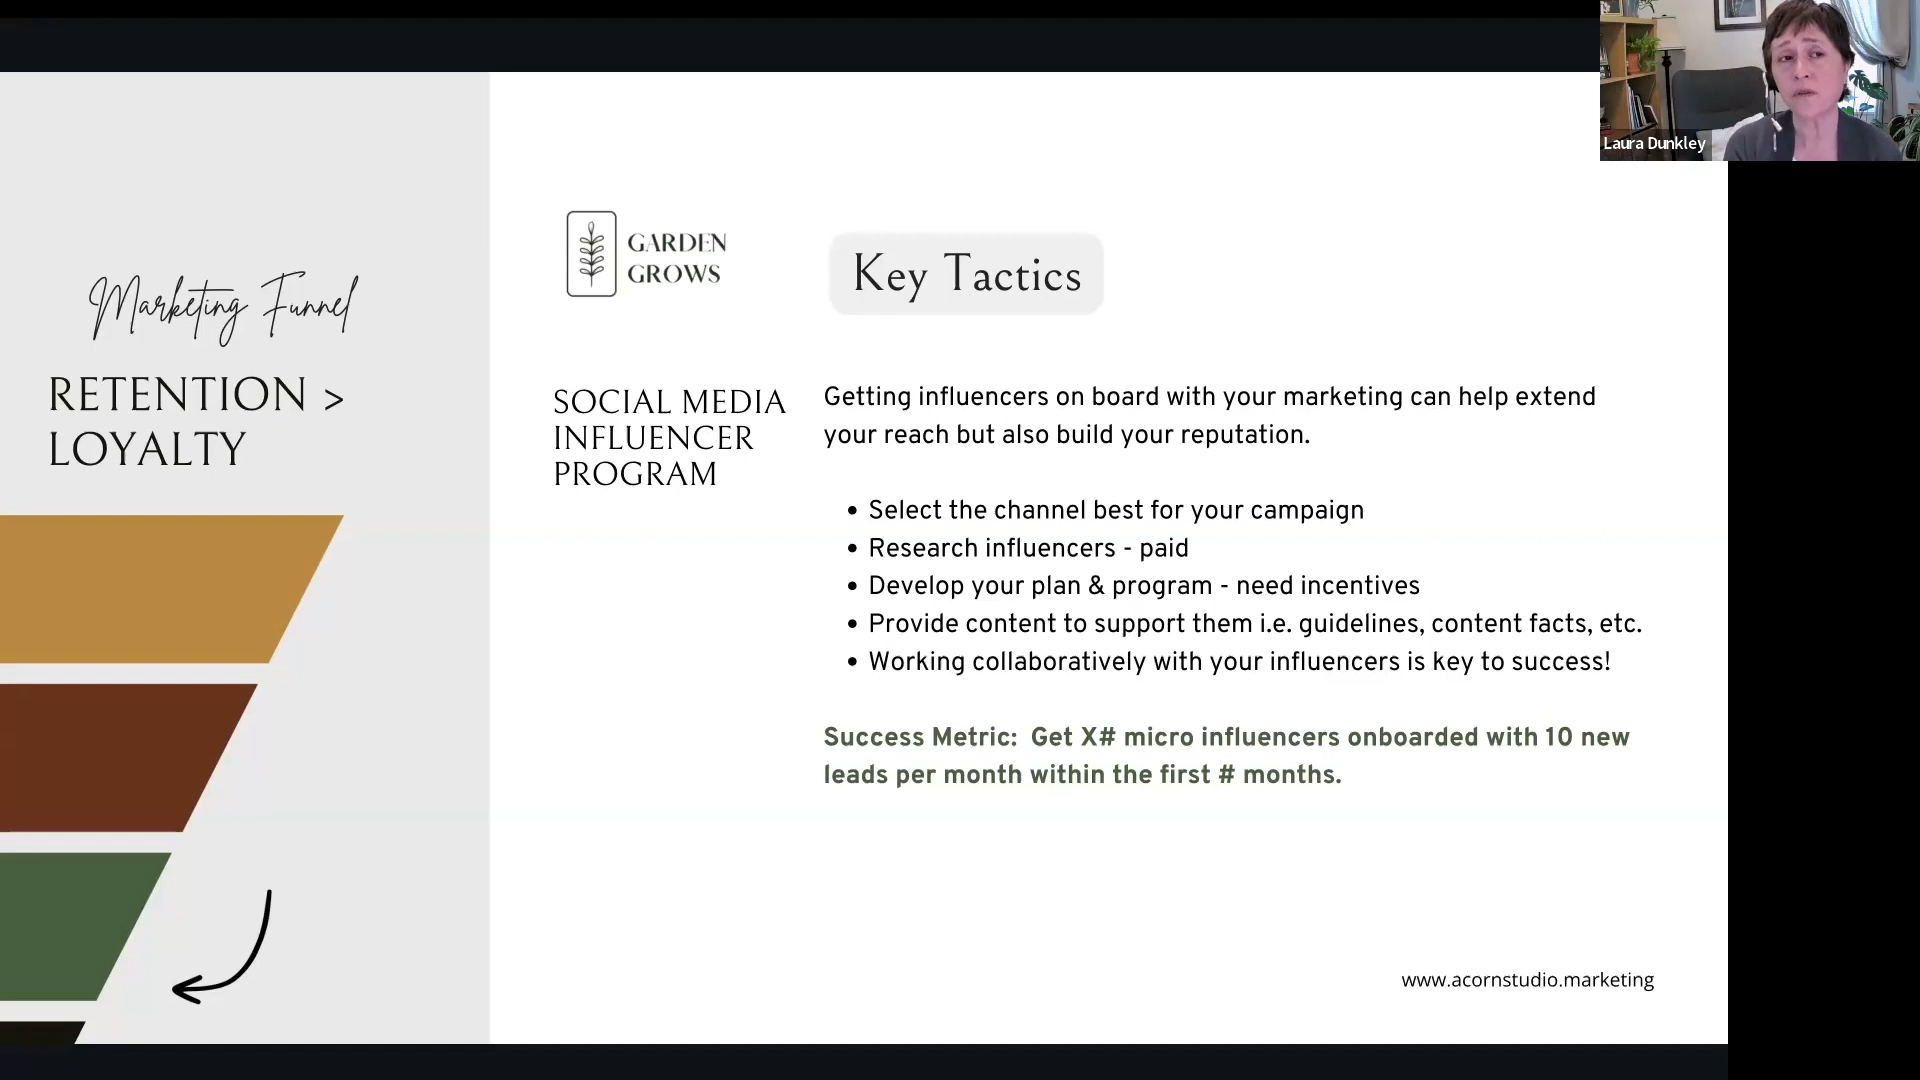 Laura Dunkley
Marketing Funnel
RETENTION >
LOYALTY
GARDEN
GROWS
Key Tactics
SOCIAL MEDIA
INFLUENCER
PROGRAM
Getting influencers on board with your marketing can help extend
your reach but also build your reputation.
• Select the channel best for your campaign
• Research influencers - paid
• Develop your plan & program - need incentives
• Provide content to support them i.e. guidelines, content facts, etc.
• Working collaboratively with your influencers is key to success!
Success Metric:  Get X# micro influencers onboarded with 10 new
leads per month within the first # months.
www.acornstudio.marketing